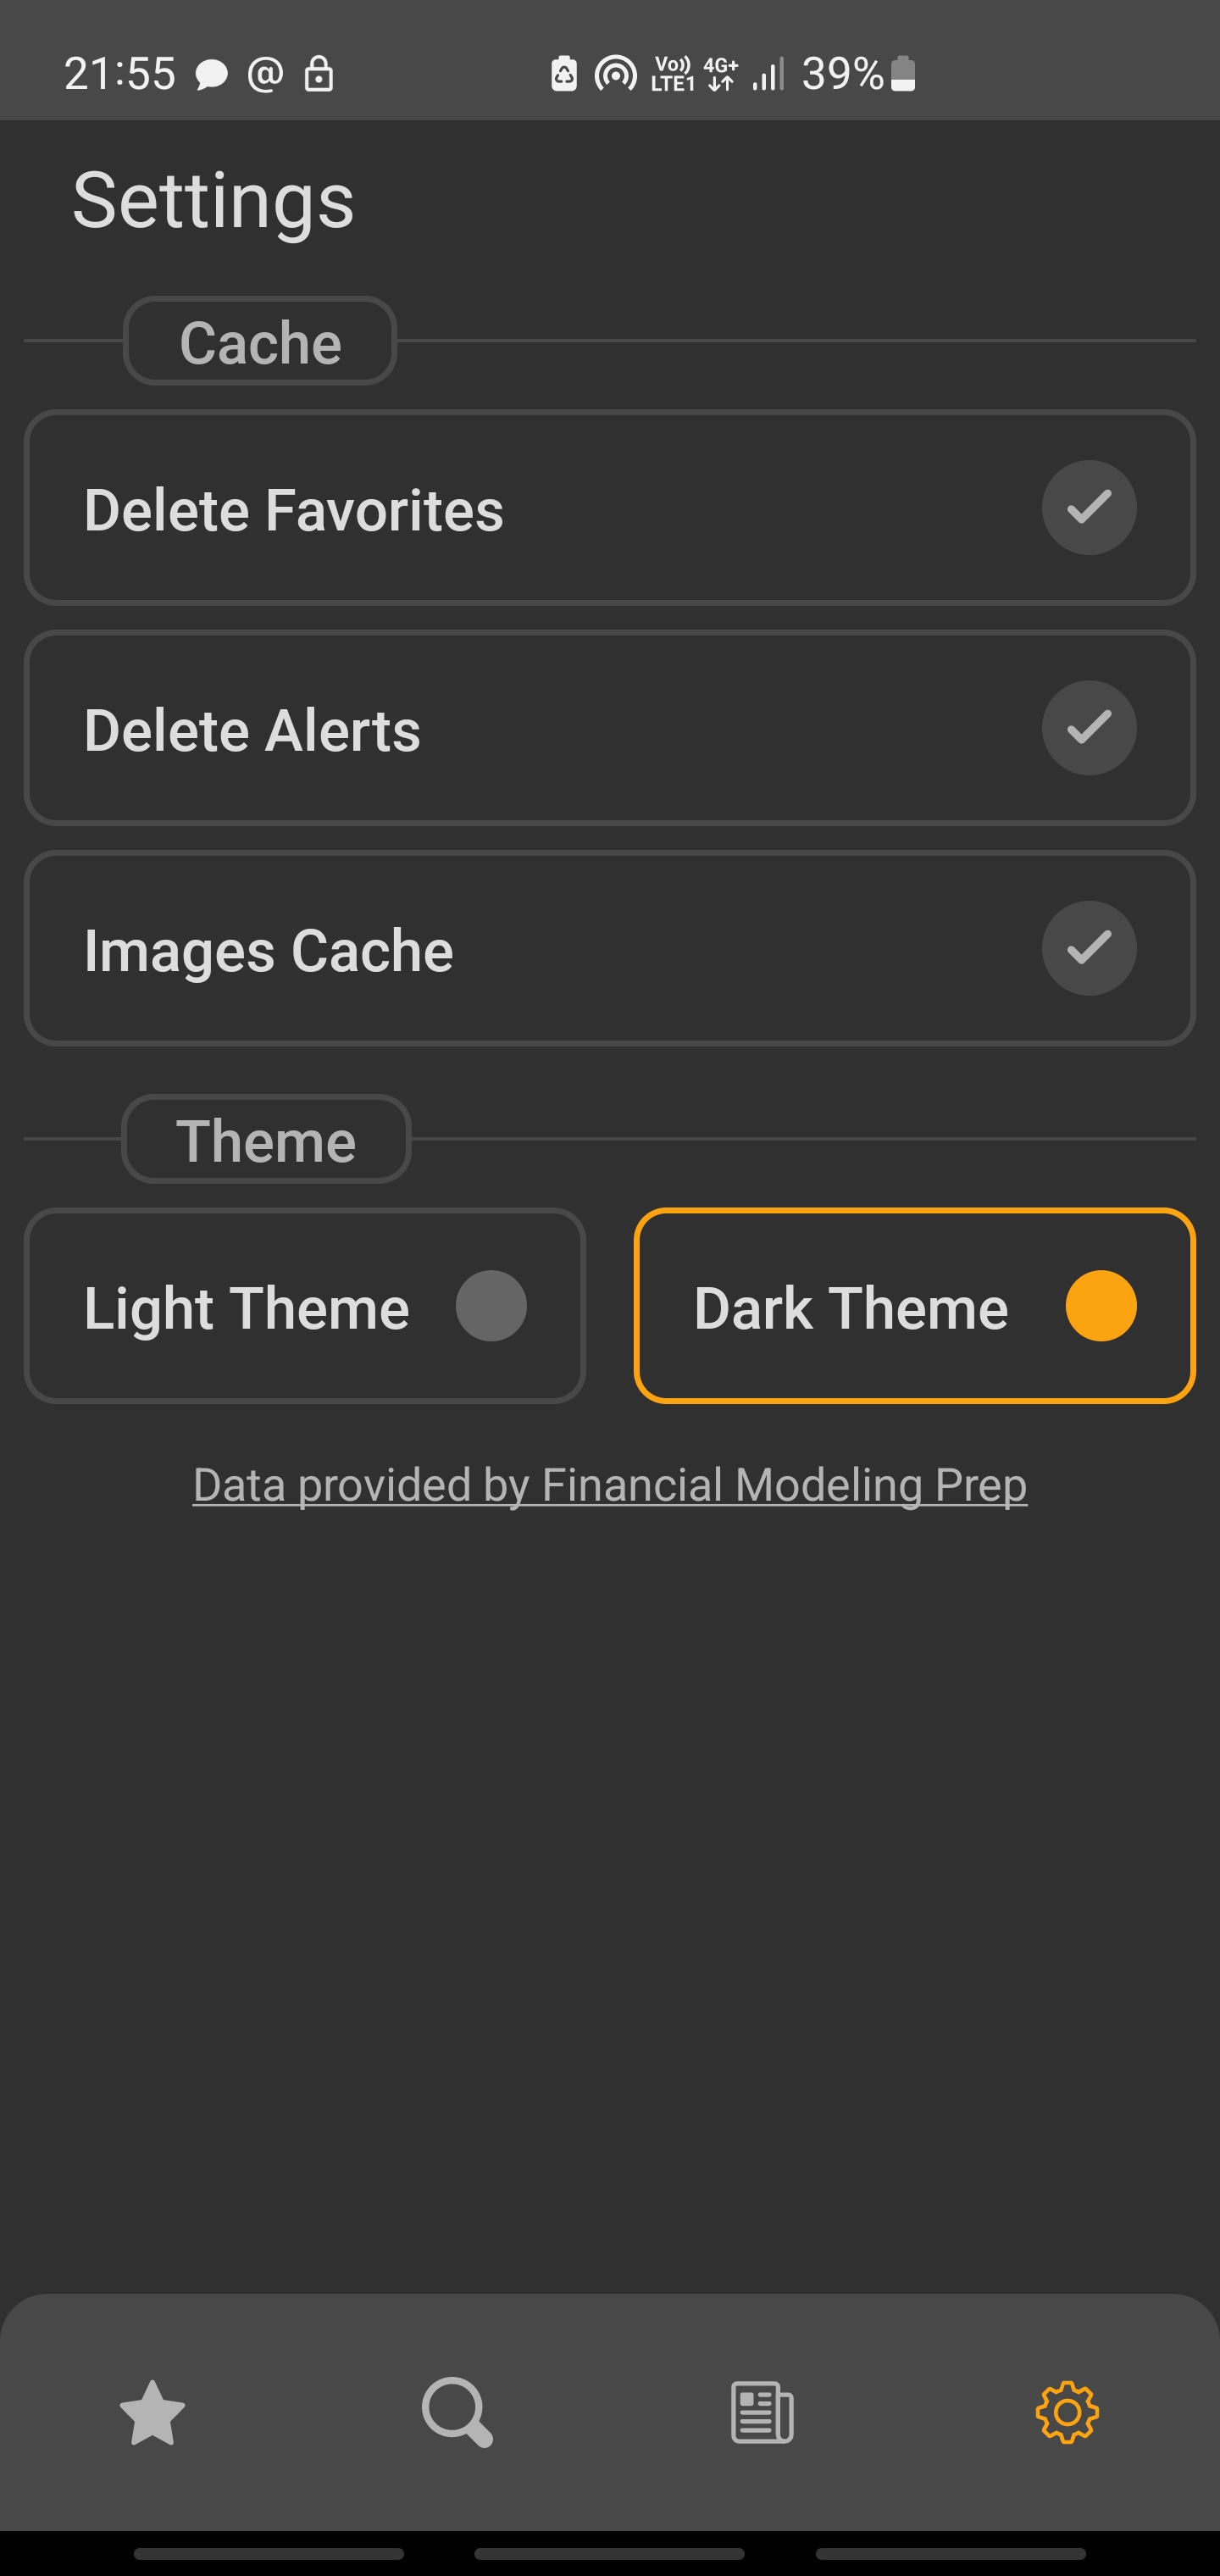 21:55 @ Vo)) LTE1 4G+ 39%
Settings
Cache
Delete Favorites
Delete Alerts
Images Cache
Theme
Light Theme
Dark Theme
Data provided by Financial Modeling Prep